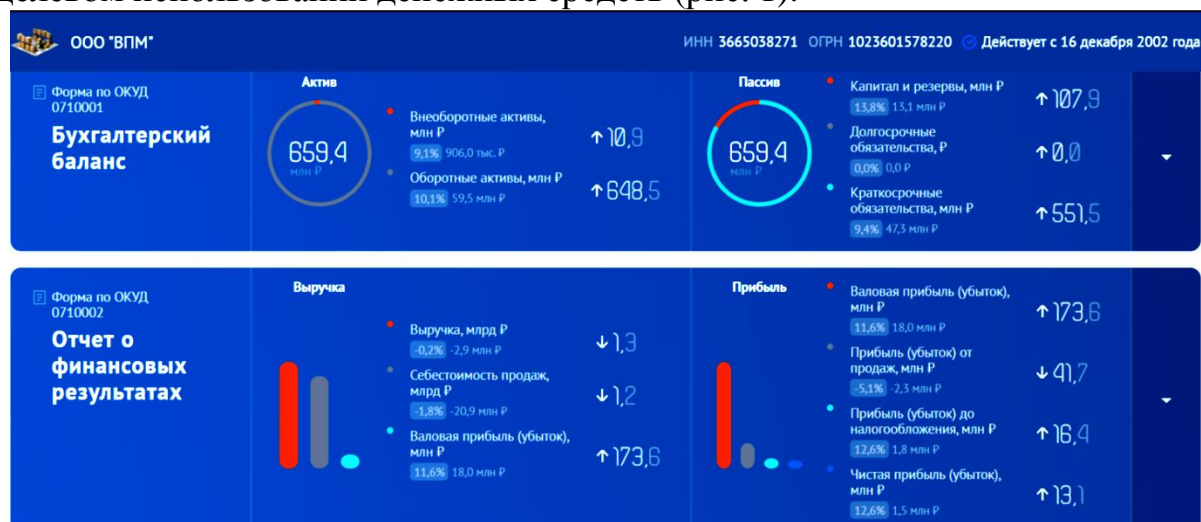 целевом использовании денежных средств (рис. 1).
ООО "ВПМ"
ИНН 3665038271 ОГРН 1023601578220 Действует с 16 декабря 2002 года
Форма по ОКУД
0710001
Бухгалтерский
баланс
Актив
659,4
млн ₽
Внеоборотные активы,
млн ₽
9,1% 906,0 тыс. ₽
↑10,9
Оборотные активы, млн ₽
10,1% 59,5 млн ₽
↑648,5
Пассив
659,4
млн ₽
Капитал и резервы, млн ₽
13,8% 13,1 млн ₽
↑107,9
Долгосрочные
обязательства, ₽
0,0% 0,0 ₽
↑0,0
Краткосрочные
обязательства, млн ₽
9,4% 47,3 млн ₽
↑551,5
Форма по ОКУД
0710002
Отчет о
финансовых
результатах
Выручка
Выручка, млрд ₽
-0,2% -2,9 млн ₽
↓1,3
Себестоимость продаж,
млрд ₽
-1,8% -20,9 млн ₽
↓1,2
Валовая прибыль (убыток),
млн ₽
11,6% 18,0 млн ₽
↑173,6
Прибыль
Валовая прибыль (убыток),
млн ₽
11,6% 18,0 млн ₽
↑173,6
Прибыль (убыток) от
продаж, млн ₽
-5,1% -2,3 млн ₽
↓41,7
Прибыль (убыток) до
налогообложения, млн ₽
12,6% 1,8 млн ₽
↑16,4
Чистая прибыль (убыток),
млн ₽
12,6% 1,5 млн ₽
↑13,1